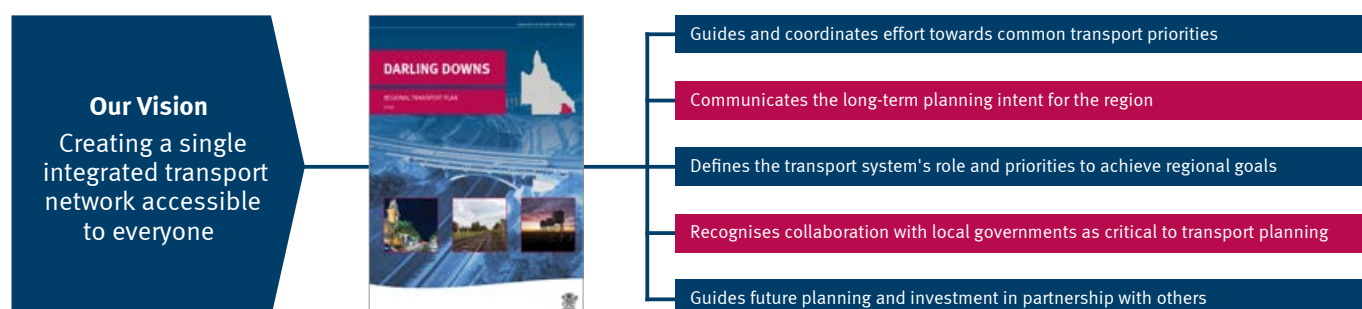 Our Vision
Creating a single
integrated transport
network accessible
to everyone
DARLING DOWNS
REGIONAL TRANSPORT PLAN
Guides and coordinates effort towards common transport priorities
Communicates the long-term planning intent for the region
Defines the transport system's role and priorities to achieve regional goals
Recognises collaboration with local governments as critical to transport planning
Guides future planning and investment in partnership with others